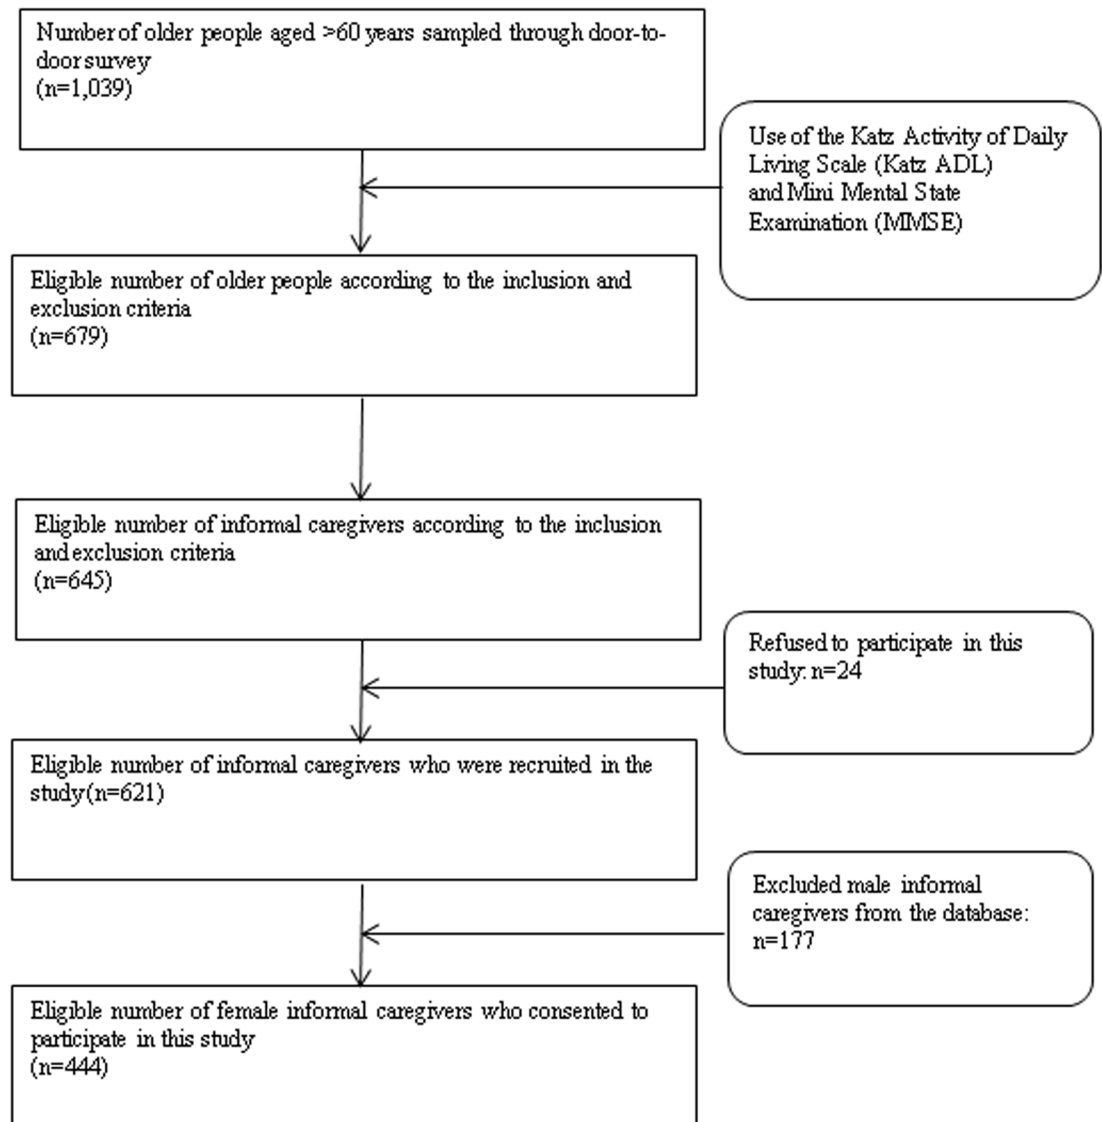 Number of older people aged >60 years sampled through door-to-
door survey
(n=1,039)
Use of the Katz Activity of Daily
Living Scale (Katz ADL)
and Mini Mental State
Examination (MMSE)
Eligible number of older people according to the inclusion and
exclusion criteria
(n=679)
Eligible number of informal caregivers according to the inclusion
and exclusion criteria
(n=645)
Refused to participate in this
study: n=24
Eligible number of informal caregivers who were recruited in the
study (n=621)
Excluded male informal
caregivers from the database:
n=177
Eligible number of female informal caregivers who consented to
participate in this study
(n=444)